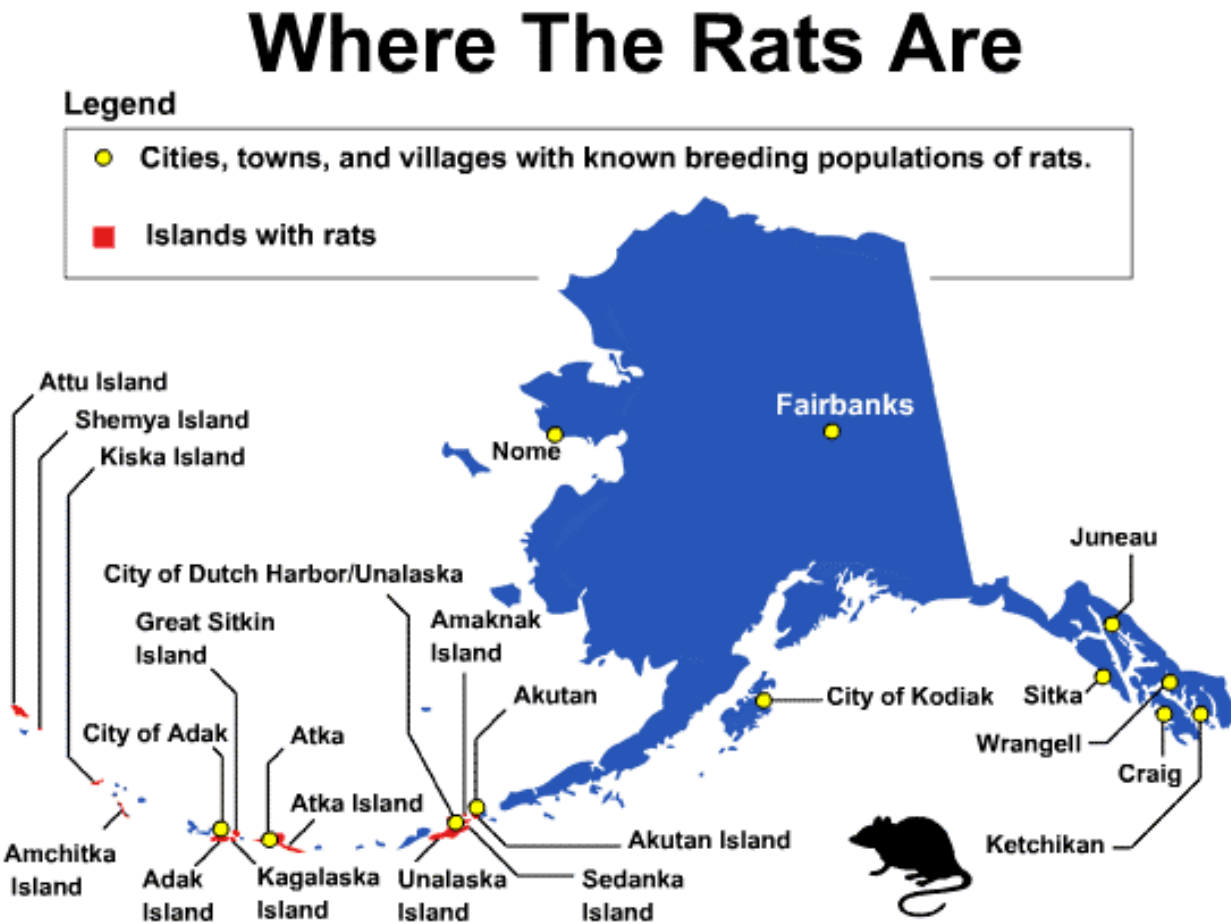 Where The Rats Are
Legend
Cities, towns, and villages with known breeding populations of rats.
Islands with rats
Attu Island
Shemya Island
Kiska Island
Fairbanks
Nome
Juneau
City of Dutch Harbor/Unalaska
Great Sitkin
Island
Amaknak
Island
Akutan
City of Kodiak
Sitka
Wrangell
Craig
Ketchikan
City of Adak
Atka
Atka Island
Akutan Island
Amchitka
Island
Adak
Island
Kagalaska
Island
Unalaska
Island
Sedanka
Island